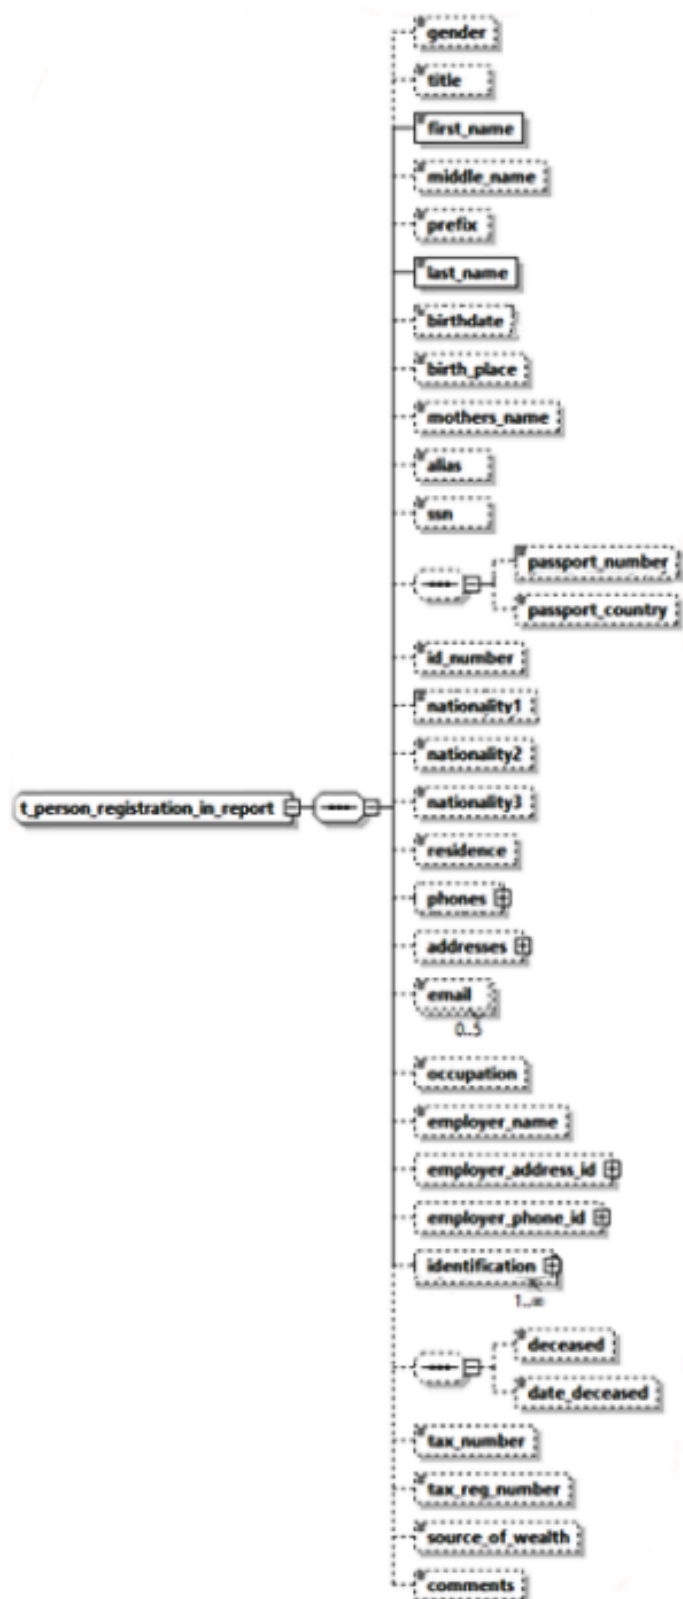 gender
title
first_name
middle_name
prefix
last_name
birthdate
birth_place
mothers_name
alias
ssn
passport_number
passport_country
id_number
nationality1
nationality2
t_person_registration_in_report
nationality3
residence
phones
addresses
email
0..5
occupation
employer_name
employer_address_id
employer_phone_id
identification
1..∞
deceased
date_deceased
tax_number
tax_reg_number
source_of_wealth
comments